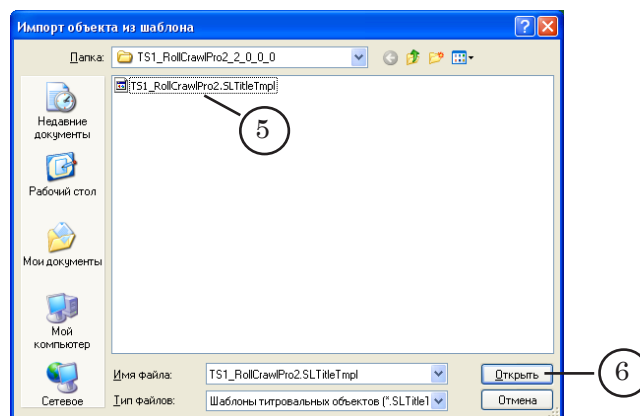 Импорт объекта из шаблона
Папка: TS1_RollCrawlPro2_2_0_0_0
TS1_RollCrawlPro2.SLTitleTmpl
5
Недавние
документы
Рабочий стол
Мои документы
Мой
компьютер
Сетевое
Имя файла: TS1_RollCrawlPro2.SLTitleTmpl
Открыть
6
Тип файлов: Шаблоны титровальных объектов (*.SLTitleT
Отмена